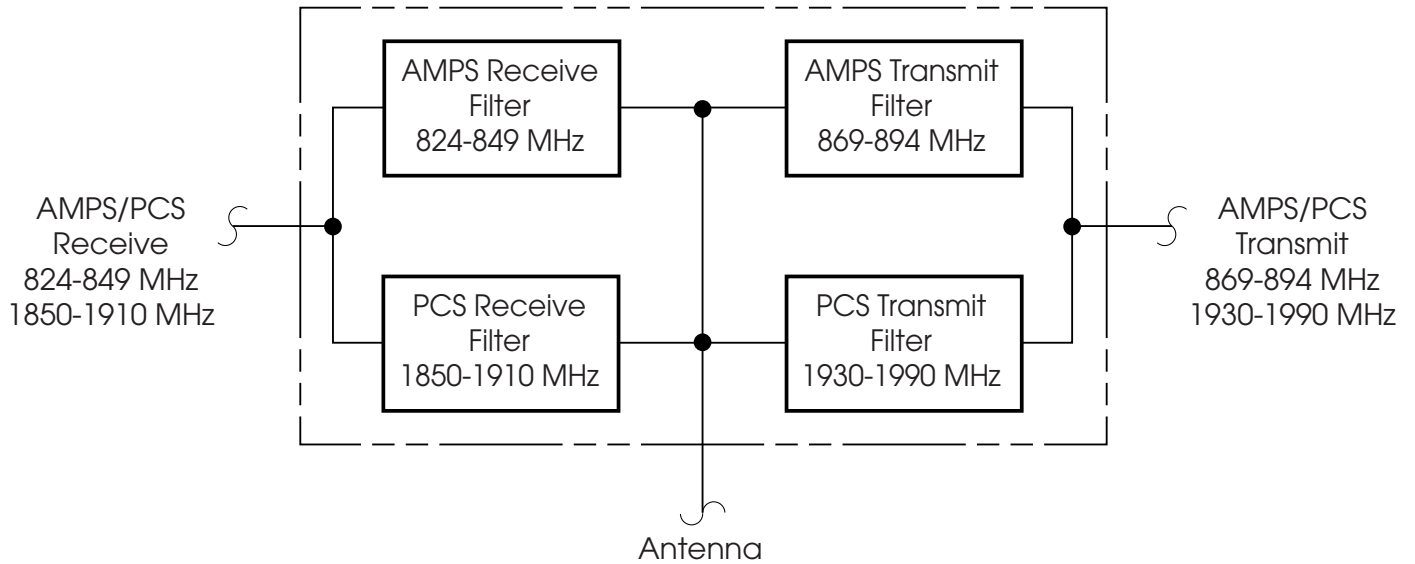 AMPS Receive
Filter
824-849 MHz
AMPS Transmit
Filter
869-894 MHz
AMPS/PCS
Receive
824-849 MHz
1850-1910 MHz
AMPS/PCS
Transmit
869-894 MHz
1930-1990 MHz
PCS Receive
Filter
1850-1910 MHz
PCS Transmit
Filter
1930-1990 MHz
Antenna